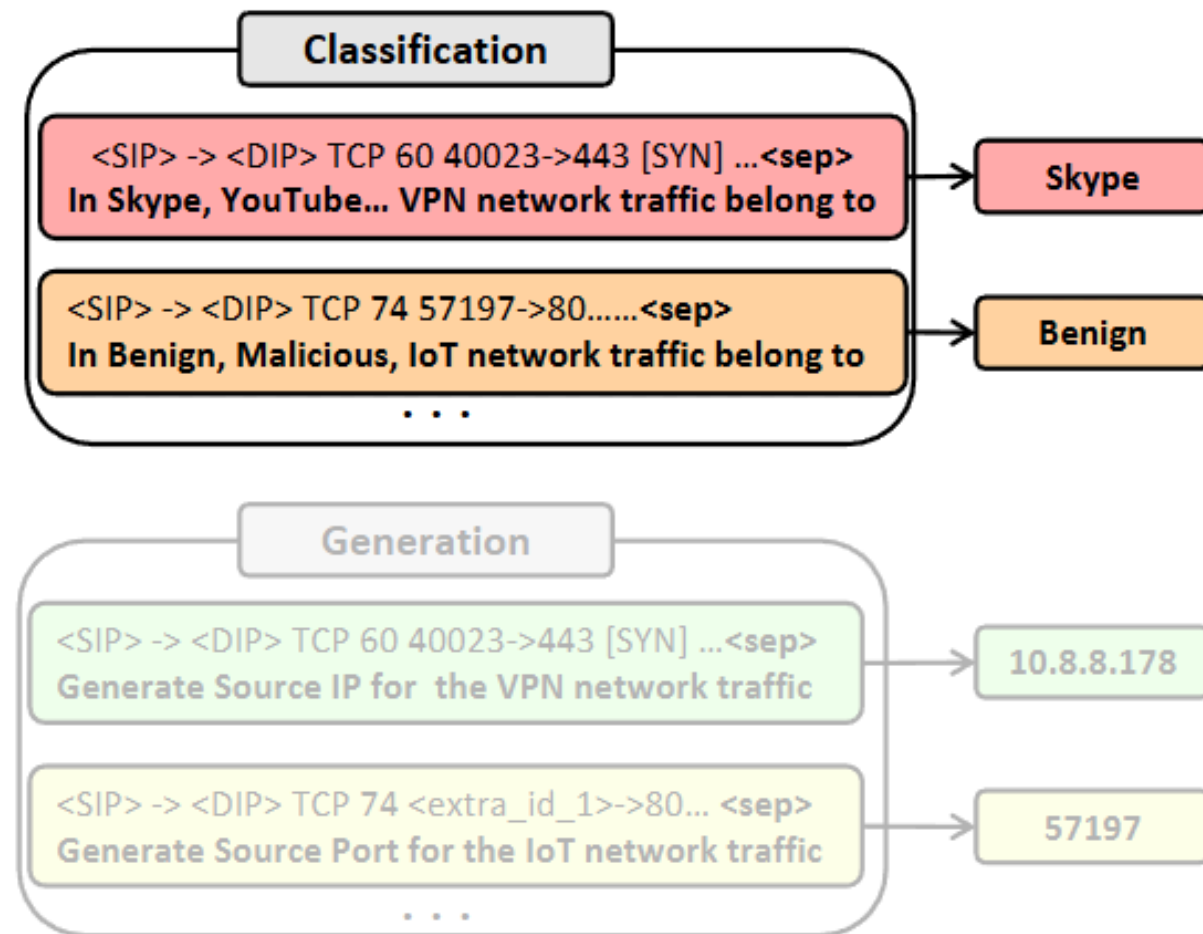 Classification
<SIP> -> <DIP> TCP 60 40023->443 [SYN] ...<sep>
In Skype, YouTube... VPN network traffic belong to
Skype
<SIP> -> <DIP> TCP 74 57197->80......<sep>
In Benign, Malicious, IoT network traffic belong to
Benign
. . .
Generation
<SIP> -> <DIP> TCP 60 40023->443 [SYN] ...<sep>
Generate Source IP for  the VPN network traffic
10.8.8.178
<SIP> -> <DIP> TCP 74 <extra_id_1>->80... <sep>
Generate Source Port for the IoT network traffic
57197
. . .